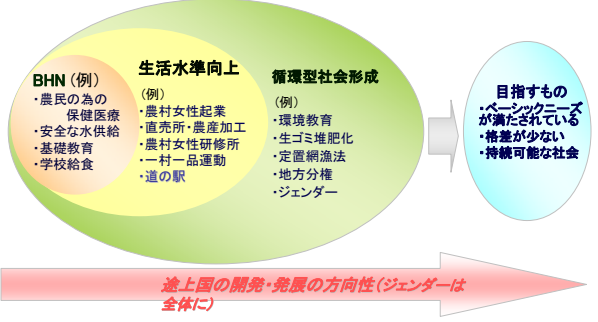 BHN（例）
・農民の為の
保健医療
・安全な水供給
・基礎教育
・学校給食
生活水準向上
（例）
・農村女性起業
・直売所・農産加工
・農村女性研修所
・一村一品運動
・道の駅
循環型社会形成
（例）
・環境教育
・生ゴミ堆肥化
・定置網漁法
・地方分権
・ジェンダー
目指すもの
・ベーシックニーズ
が満たされている
・格差が少ない
・持続可能な社会
途上国の開発・発展の方向性（ジェンダーは
全体に）